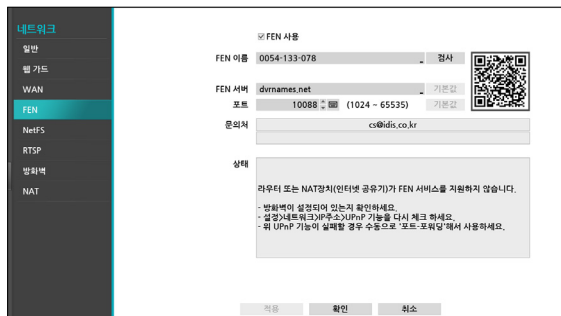 네트워크
일반
웹 가드
WAN
FEN
NetFS
RTSP
방화벽
NAT
FEN 사용
FEN 이름 0054-133-078 검사
FEN 서버 dvrnames.net 기본값
포트 10088 (1024 ~ 65535) 기본값
문의처 cs@idis.co.kr
상태
라우터 또는 NAT장치(인터넷 공유기)가 FEN 서비스를 지원하지 않습니다.
- 방화벽이 설정되어 있는지 확인하세요.
- 설정>네트워크>IP주소>UPnP 기능을 다시 체크 하세요.
- 위 UPnP 기능이 실패할 경우 수동으로 '포트-포워딩'해서 사용하세요.
적용 확인 취소